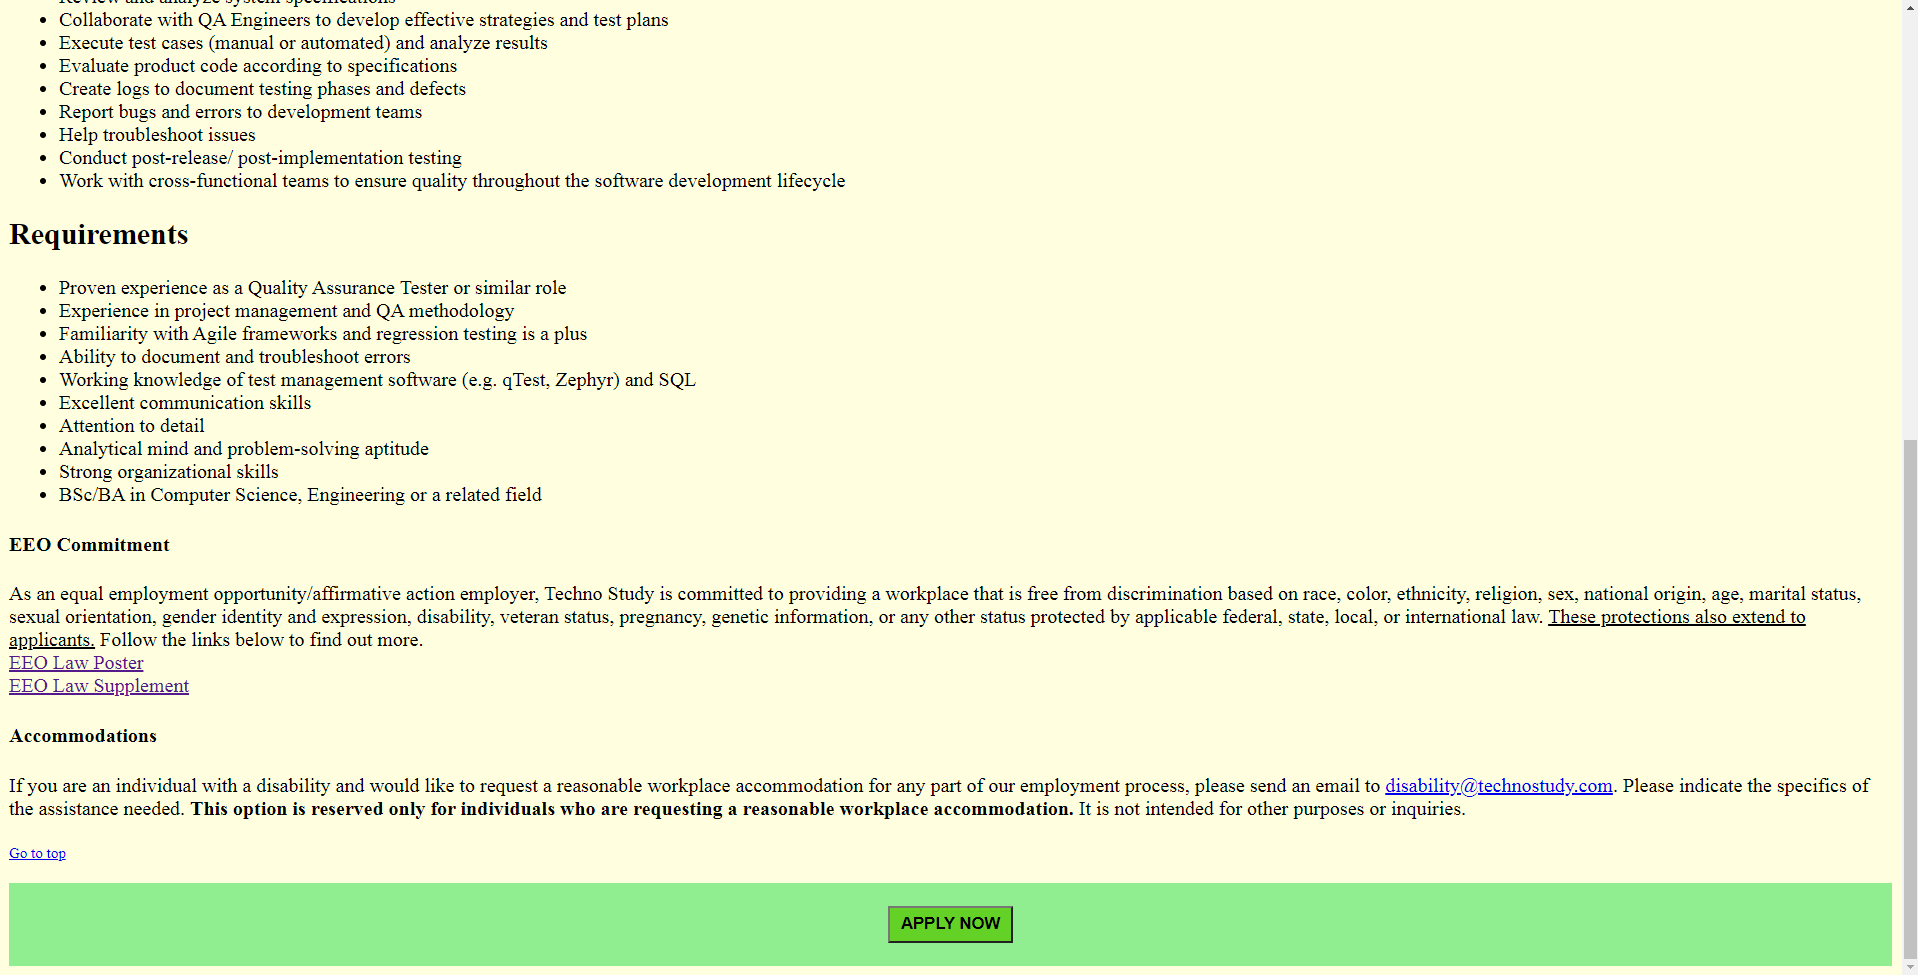 Review and analyze system specifications
Collaborate with QA Engineers to develop effective strategies and test plans
Execute test cases (manual or automated) and analyze results
Evaluate product code according to specifications
Create logs to document testing phases and defects
Report bugs and errors to development teams
Help troubleshoot issues
Conduct post-release/ post-implementation testing
Work with cross-functional teams to ensure quality throughout the software development lifecycle
Requirements
Proven experience as a Quality Assurance Tester or similar role
Experience in project management and QA methodology
Familiarity with Agile frameworks and regression testing is a plus
Ability to document and troubleshoot errors
Working knowledge of test management software (e.g. qTest, Zephyr) and SQL
Excellent communication skills
Attention to detail
Analytical mind and problem-solving aptitude
Strong organizational skills
BSc/BA in Computer Science, Engineering or a related field
EEO Commitment
As an equal employment opportunity/affirmative action employer, Techno Study is committed to providing a workplace that is free from discrimination based on race, color, ethnicity, religion, sex, national origin, age, marital status,
sexual orientation, gender identity and expression, disability, veteran status, pregnancy, genetic information, or any other status protected by applicable federal, state, local, or international law. These protections also extend to
applicants. Follow the links below to find out more.
EEO Law Poster
EEO Law Supplement
Accommodations
If you are an individual with a disability and would like to request a reasonable workplace accommodation for any part of our employment process, please send an email to disability@technostudy.com. Please indicate the specifics of
the assistance needed. This option is reserved only for individuals who are requesting a reasonable workplace accommodation. It is not intended for other purposes or inquiries.
Go to top
APPLY NOW